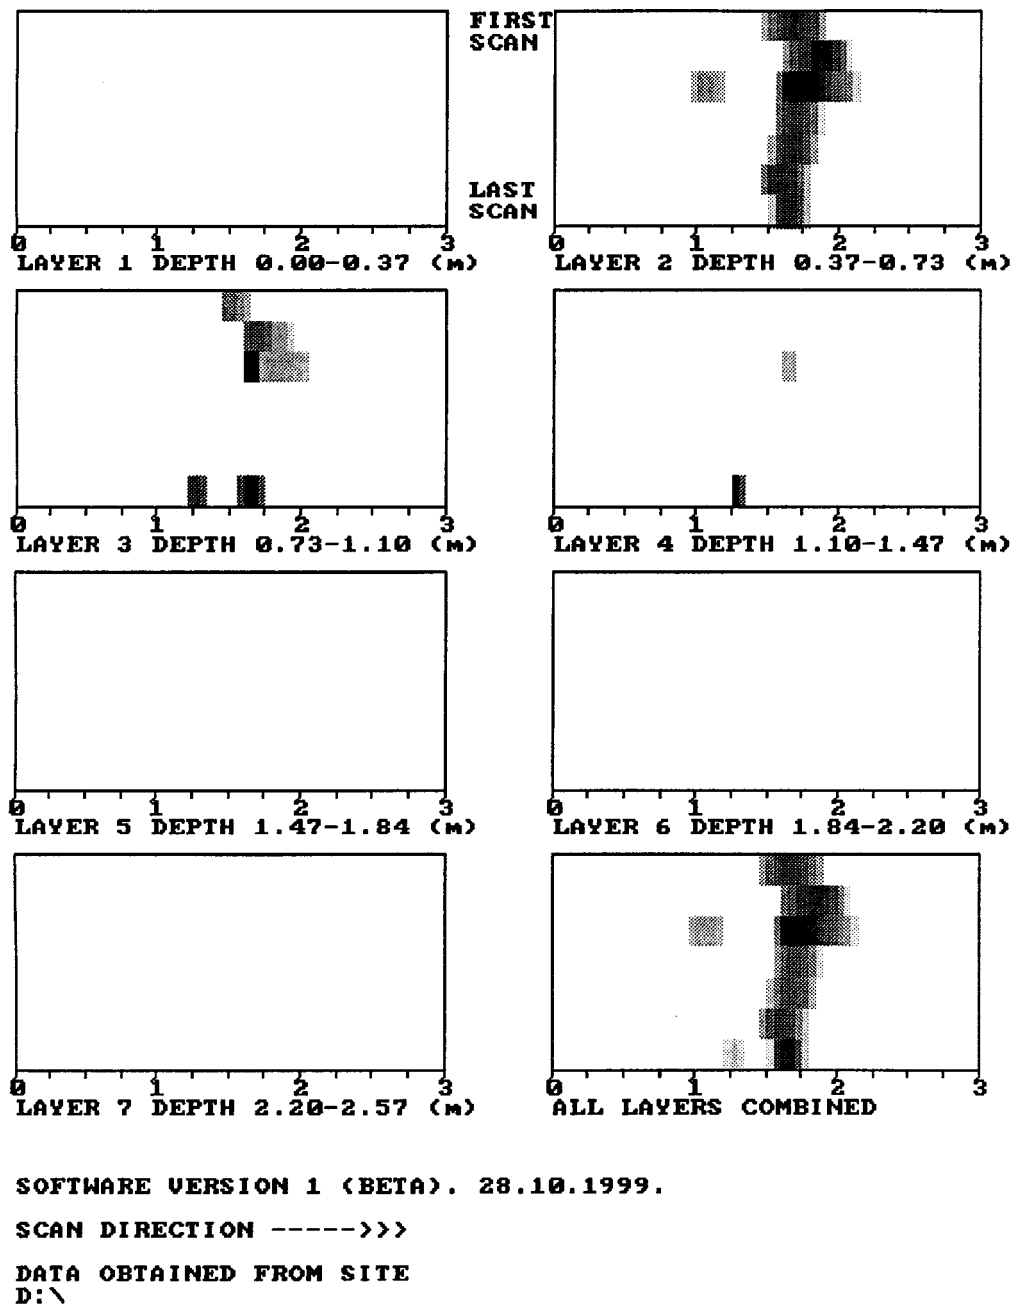 FIRST
SCAN
LAST
SCAN
0 1 2 3
LAYER 1 DEPTH 0.00-0.37 (m)
0 1 2 3
LAYER 2 DEPTH 0.37-0.73 (m)
0 1 2 3
LAYER 3 DEPTH 0.73-1.10 (m)
0 1 2 3
LAYER 4 DEPTH 1.10-1.47 (m)
0 1 2 3
LAYER 5 DEPTH 1.47-1.84 (m)
0 1 2 3
LAYER 6 DEPTH 1.84-2.20 (m)
0 1 2 3
LAYER 7 DEPTH 2.20-2.57 (m)
0 1 2 3
ALL LAYERS COMBINED
SOFTWARE VERSION 1 (BETA). 28.10.1999.
SCAN DIRECTION ----->>>
DATA OBTAINED FROM SITE
D:\